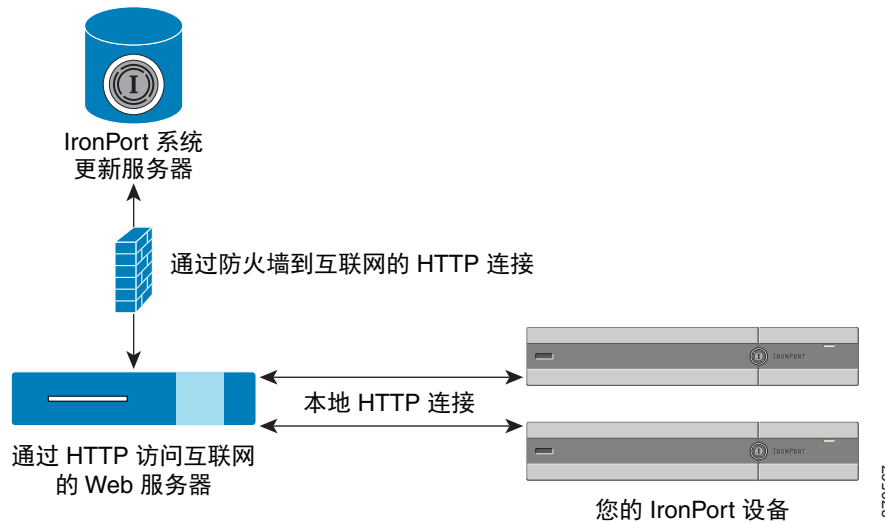 IronPort 系统
更新服务器
通过防火墙到互联网的 HTTP 连接
IRONPORT
本地 HTTP 连接
IRONPORT
通过 HTTP 访问互联网
的 Web 服务器
您的 IronPort 设备